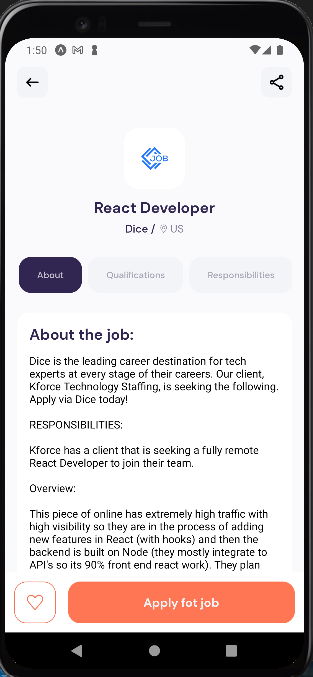 1:50
JOB
React Developer
Dice / US
About
Qualifications
Responsibilities
About the job:
Dice is the leading career destination for tech
experts at every stage of their careers. Our client,
Kforce Technology Staffing, is seeking the following.
Apply via Dice today!
RESPONSIBILITIES:
Kforce has a client that is seeking a fully remote
React Developer to join their team.
Overview:
This piece of online has extremely high traffic with
high visibility so they are in the process of adding
new features in React (with hooks) and then the
backend is built on Node (they mostly integrate to
API's so its 90% front end react work). They plan
Apply fot job